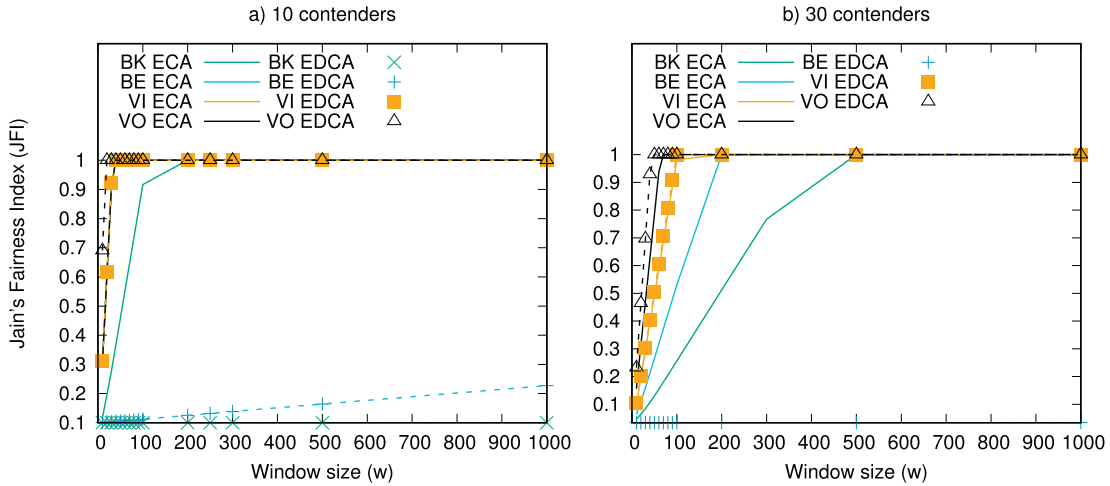 a) 10 contenders
BK ECA BK EDCA
BE ECA BE EDCA
VI ECA VI EDCA
VO ECA VO EDCA
Jain's Fairness Index (JFI)
1
0.9
0.8
0.7
0.6
0.5
0.4
0.3
0.2
0.1
0 100 200 300 400 500 600 700 800 900 1000
Window size (w)
b) 30 contenders
BK ECA BE EDCA
BE ECA VI EDCA
VI ECA VO EDCA
VO ECA
1
0.9
0.8
0.7
0.6
0.5
0.4
0.3
0.2
0.1
0 100 200 300 400 500 600 700 800 900 1000
Window size (w)